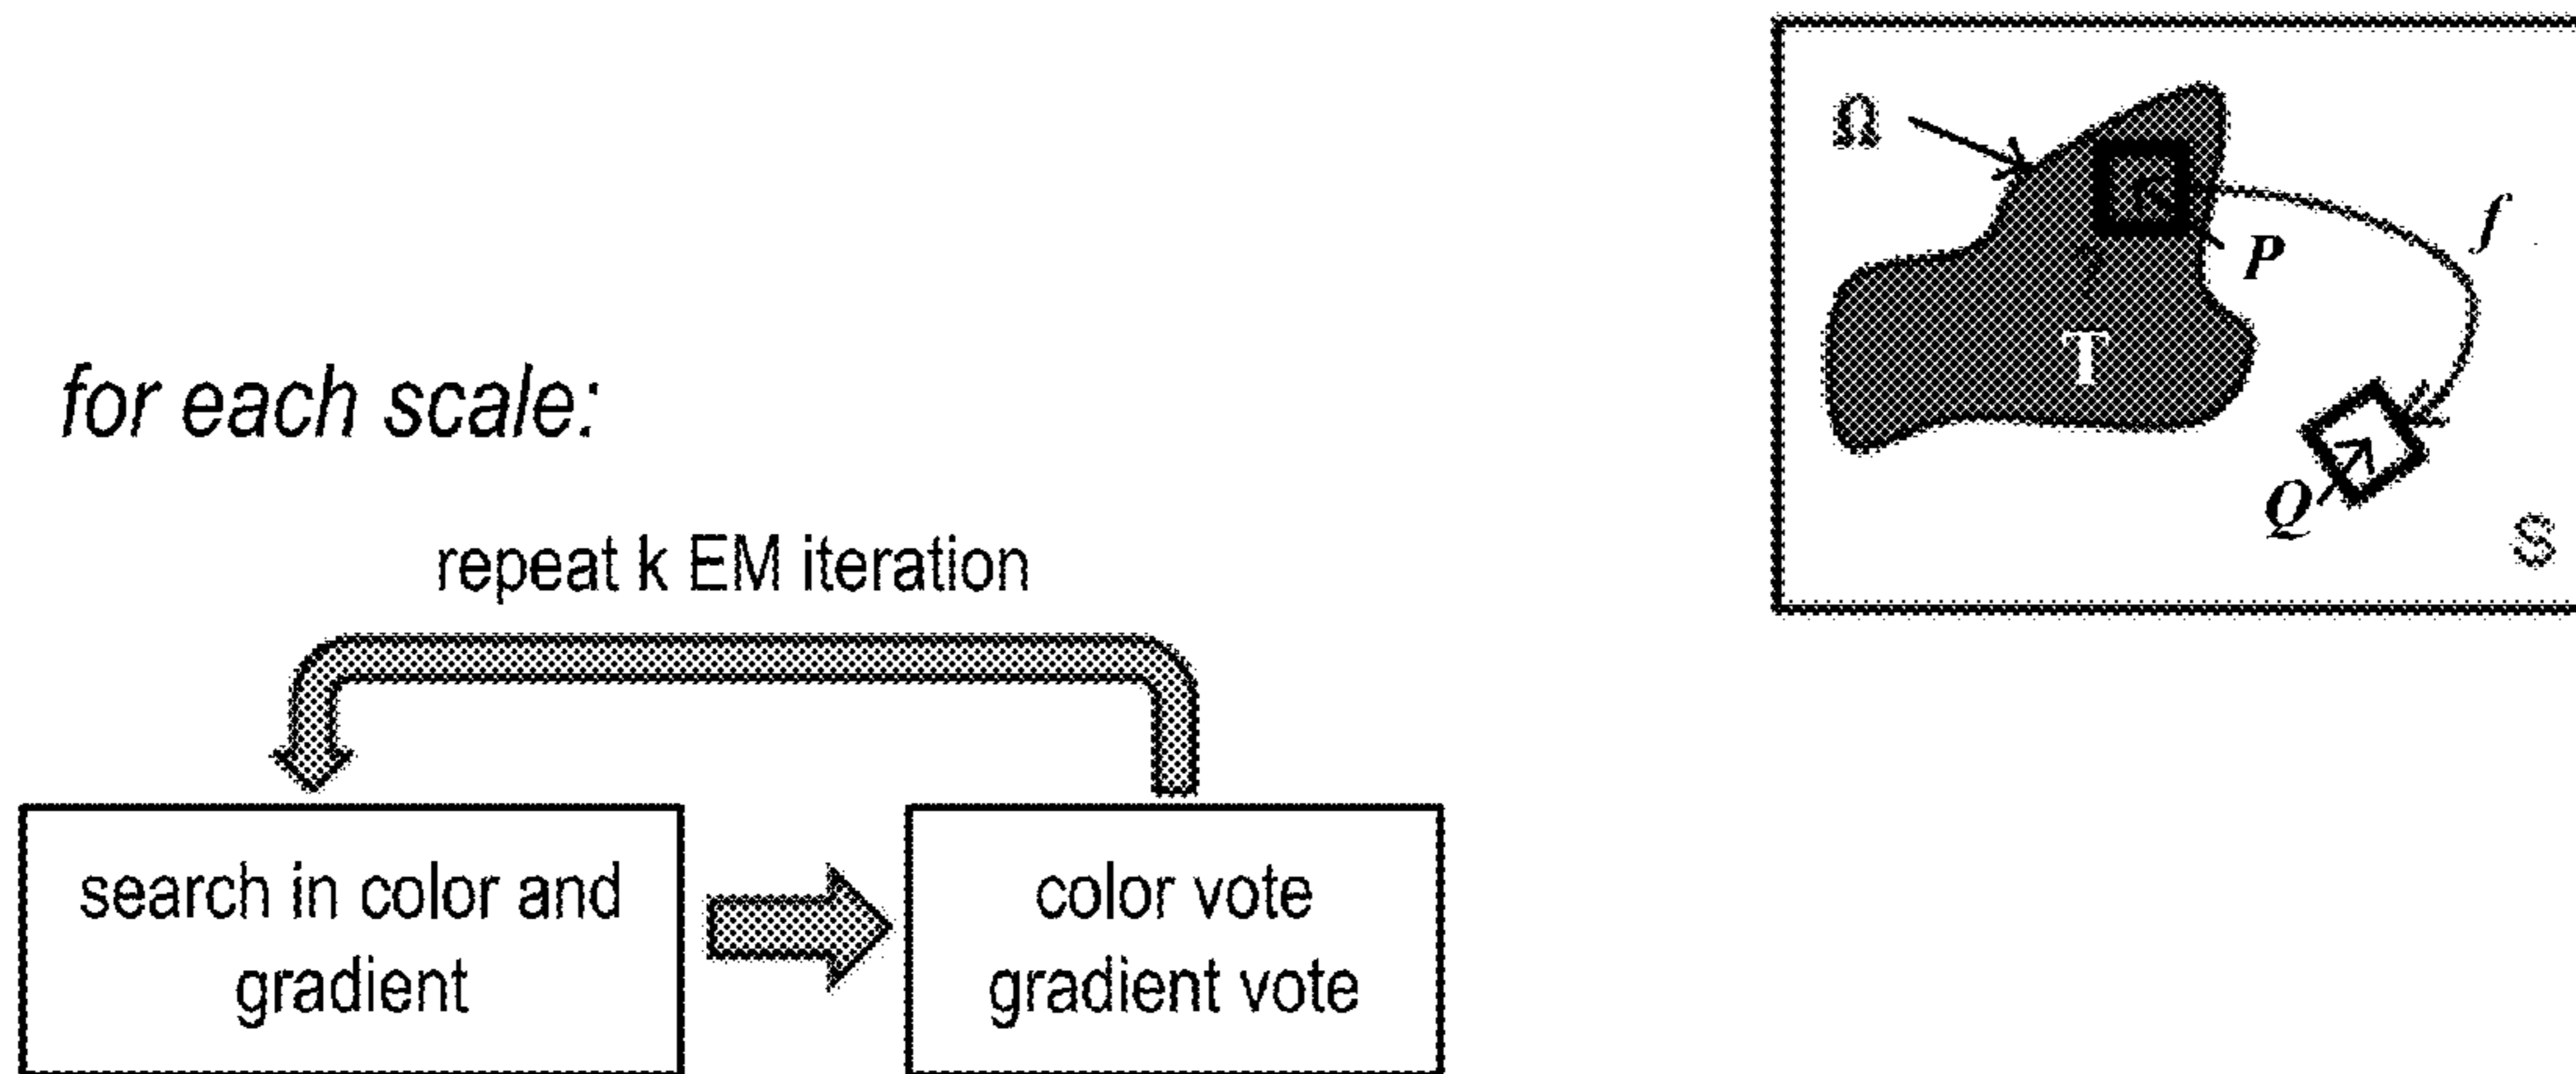 for each scale:
repeat k EM iteration
search in color and
gradient
color vote
gradient vote
Ω
P
f
T
Q
S